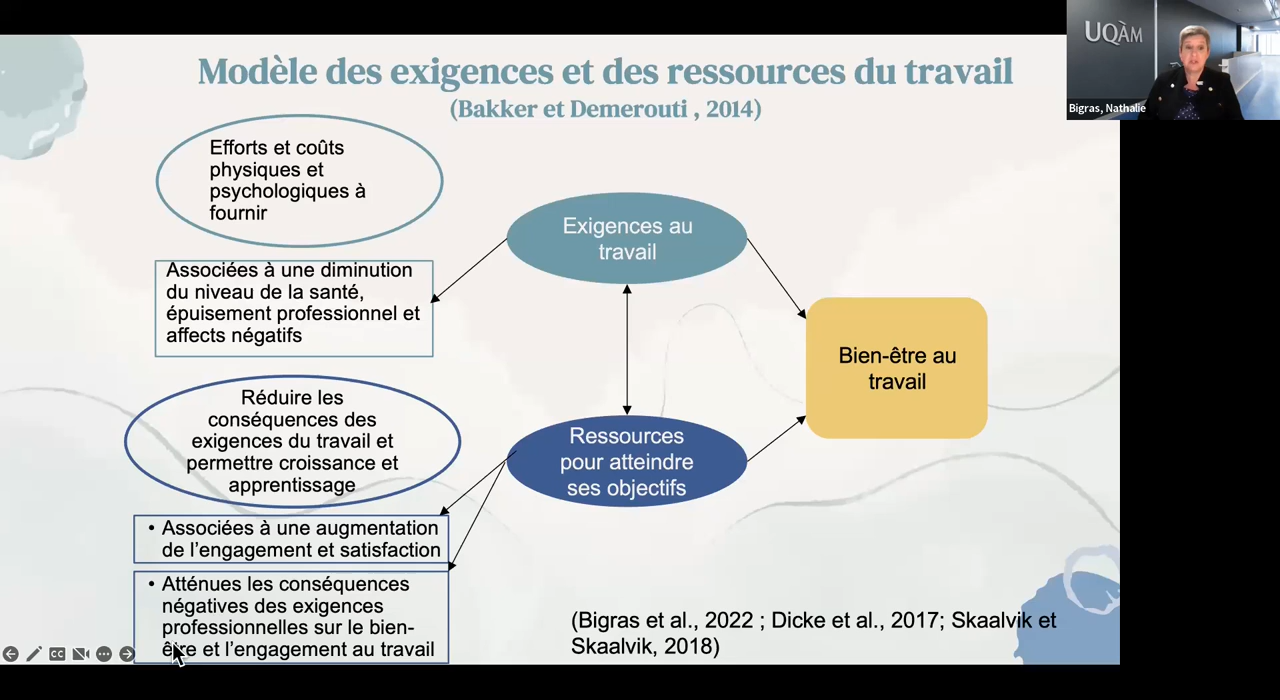 Modèle des exigences et des ressources du travail
(Bakker et Demerouti , 2014)
UQÀM
Bigras, Nathalie
Efforts et coûts
physiques et
psychologiques à
fournir
Exigences au
travail
Associées à une diminution
du niveau de la santé,
épuisement professionnel et
affects négatifs
Bien-être au
travail
Réduire les
conséquences des
exigences du travail et
permettre croissance et
apprentissage
Ressources
pour atteindre
ses objectifs
• Associées à une augmentation
de l'engagement et satisfaction
• Atténues les conséquences
négatives des exigences
professionnelles sur le bien-
être et l'engagement au travail
(Bigras et al., 2022 ; Dicke et al., 2017; Skaalvik et
Skaalvik, 2018)
CC